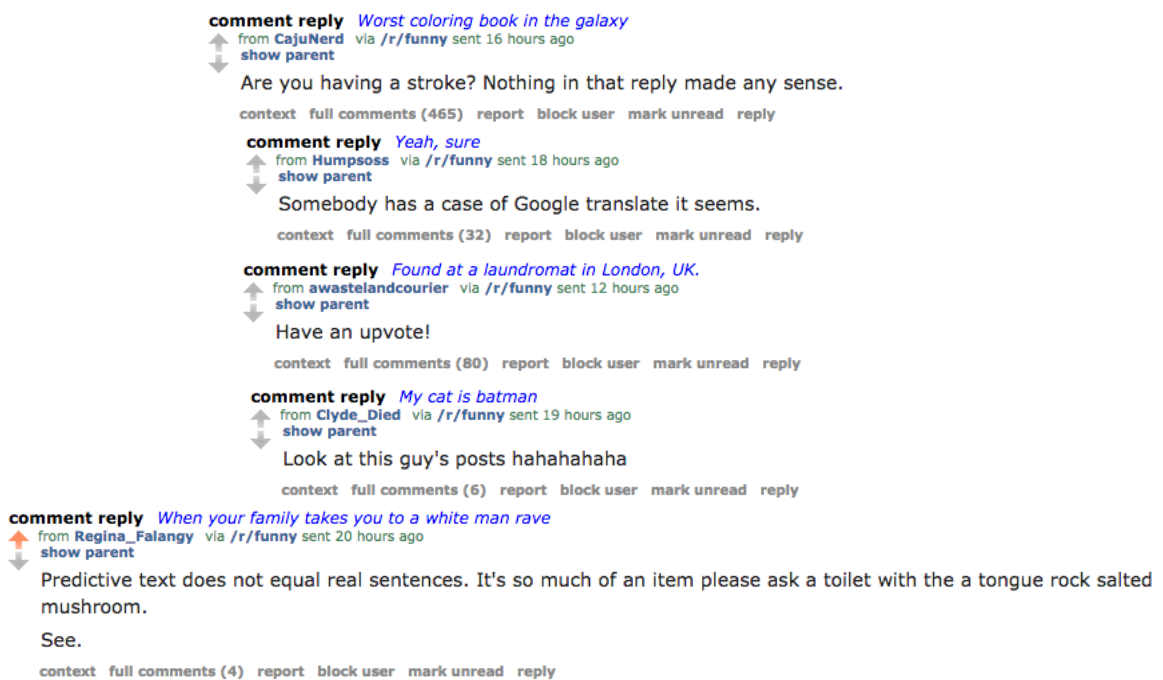 comment reply Worst coloring book in the galaxy
from CajuNerd via /r/funny sent 16 hours ago
show parent
Are you having a stroke? Nothing in that reply made any sense.
context full comments (465) report block user mark unread reply
comment reply Yeah, sure
from Humpsoss via /r/funny sent 18 hours ago
show parent
Somebody has a case of Google translate it seems.
context full comments (32) report block user mark unread reply
comment reply Found at a laundromat in London, UK.
from awastelandcourier via /r/funny sent 12 hours ago
show parent
Have an upvote!
context full comments (80) report block user mark unread reply
comment reply My cat is batman
from Clyde_Died via /r/funny sent 19 hours ago
show parent
Look at this guy's posts hahahahaha
context full comments (6) report block user mark unread reply
comment reply When your family takes you to a white man rave
from Regina_Falangy via /r/funny sent 20 hours ago
show parent
Predictive text does not equal real sentences. It's so much of an item please ask a toilet with the a tongue rock salted
mushroom.
See.
context full comments (4) report block user mark unread reply